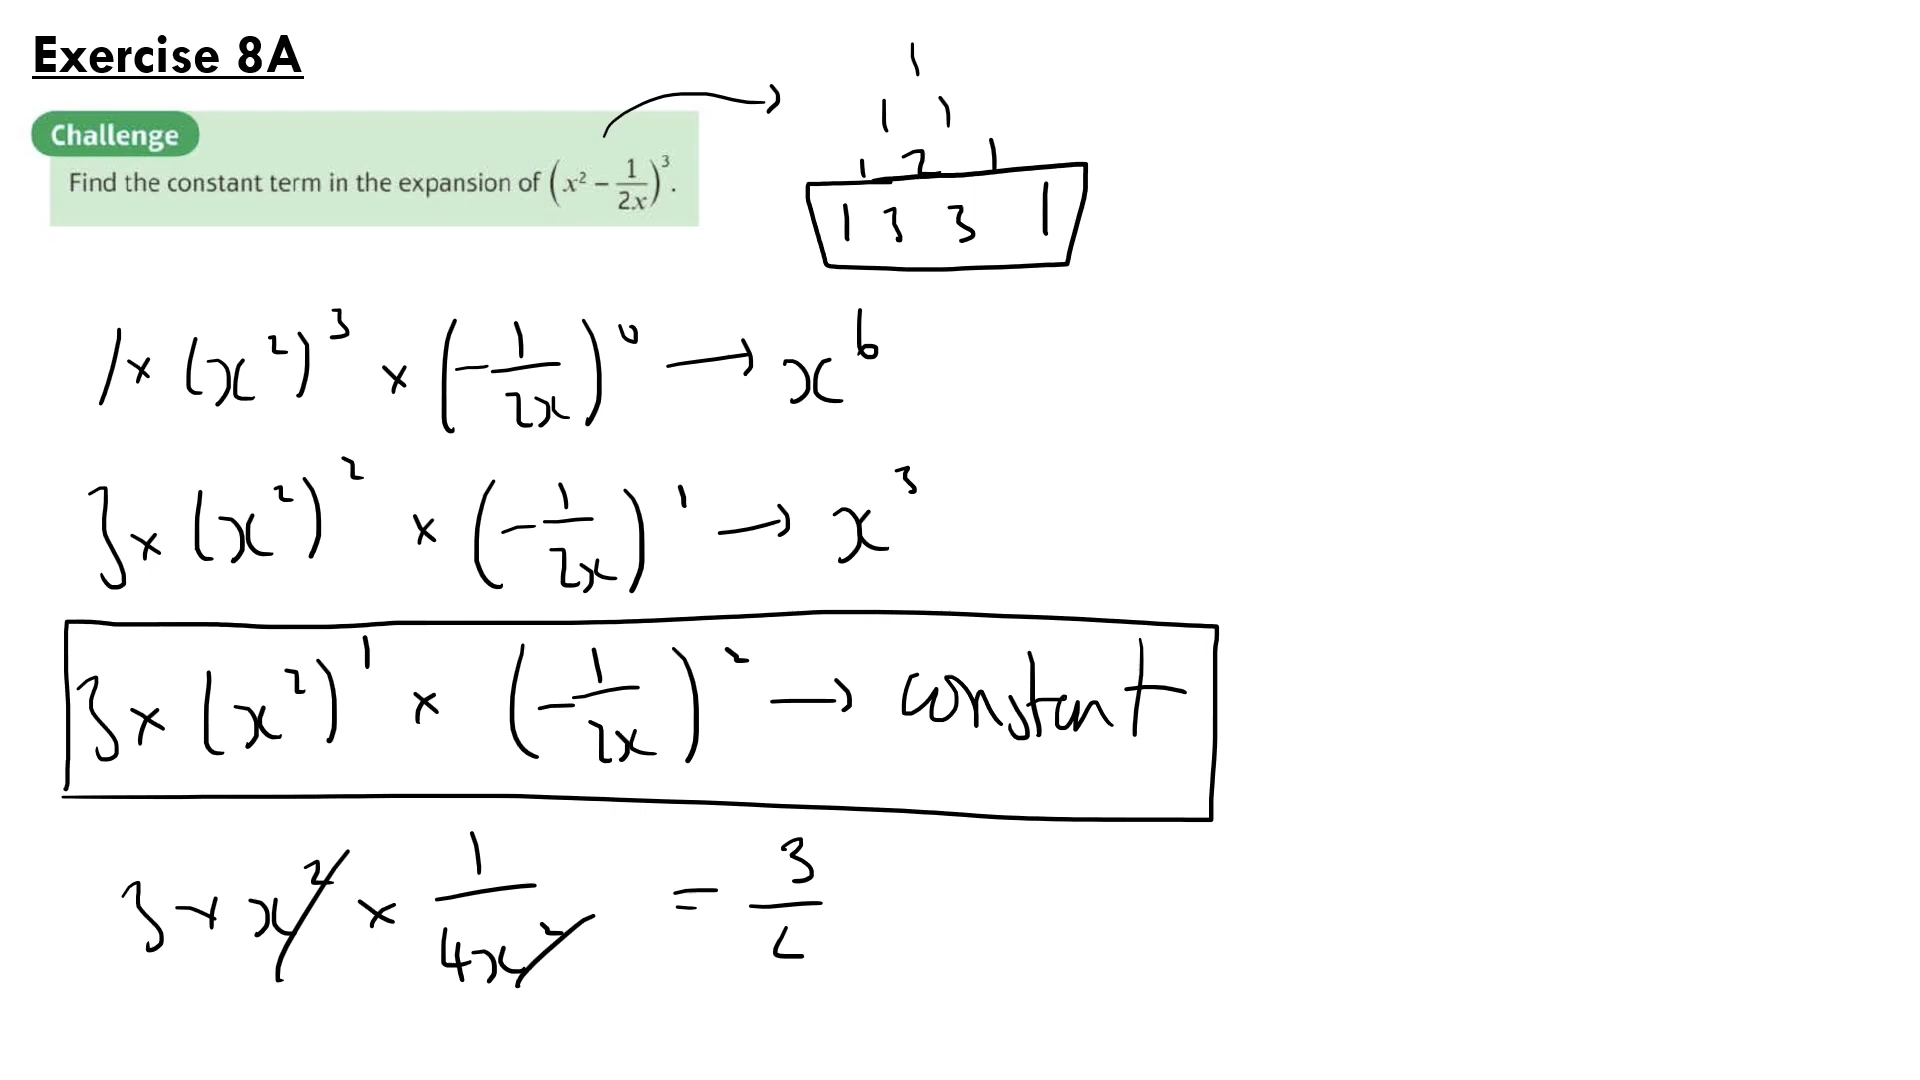 Exercise 8A
Challenge
Find the constant term in the expansion of (x² − 1/2x)³.
1
1 1
1 2 1
1 3 3 1
1 × (x²)³ × (−1/2x)⁰ → x⁶
3 × (x²)² × (−1/2x)¹ → x³
3 × (x²)¹ × (−1/2x)² → constant
3 × x² × 1/4x² = 3/4